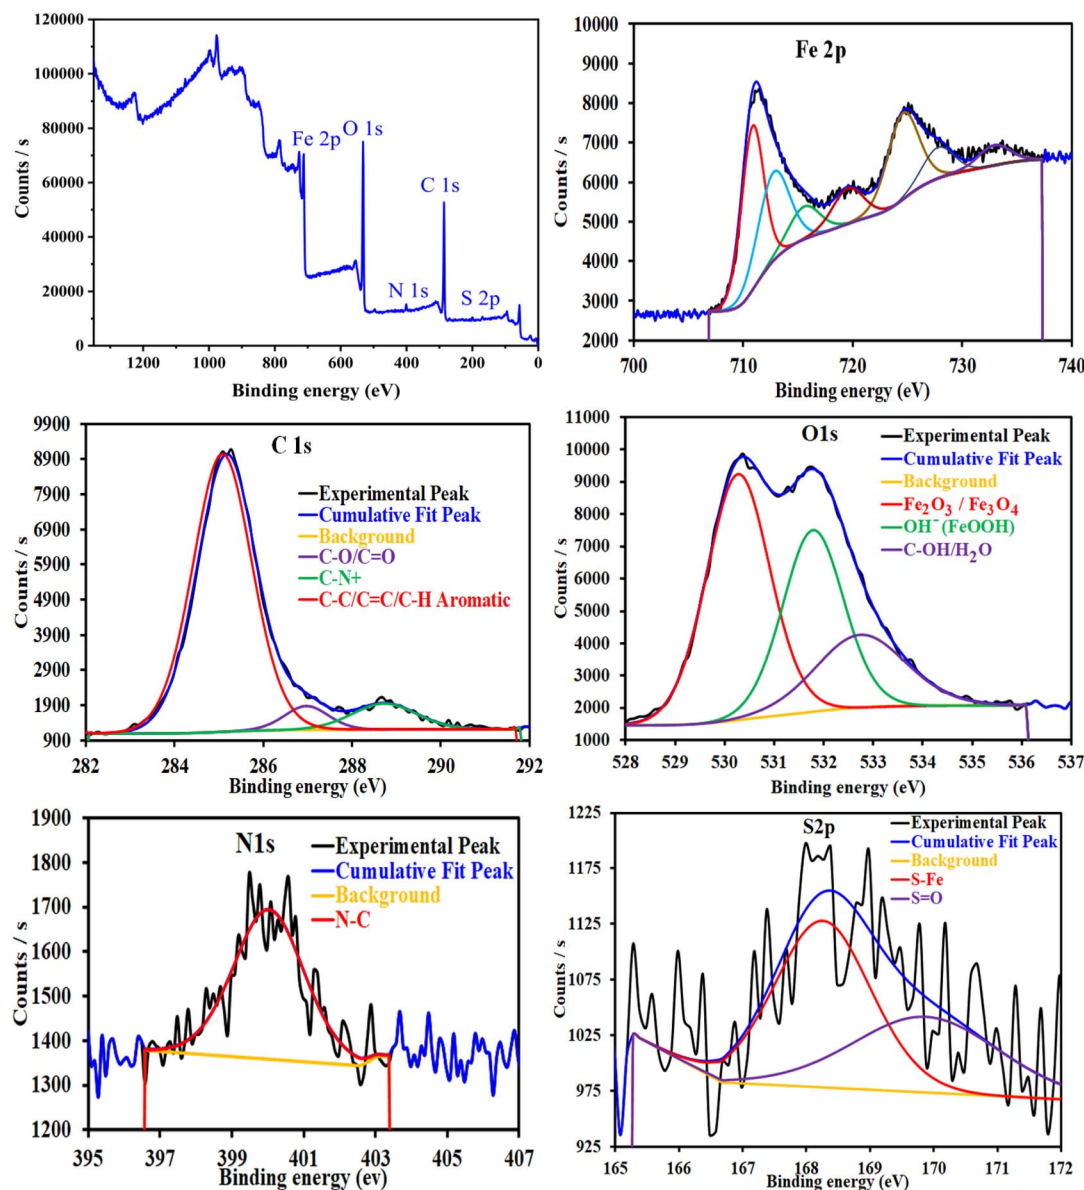 120000
100000
80000
60000
40000
20000
0
Counts / s
Fe 2p
O 1s
C 1s
N 1s
S 2p
1200 1000 800 600 400 200 0
Binding energy (eV)
Fe 2p
10000
9000
8000
7000
6000
5000
4000
3000
2000
Counts / s
700 710 720 730 740
Binding energy (eV)
C 1s
9900
8900
7900
6900
5900
4900
3900
2900
1900
900
Counts / s
Experimental Peak
Cumulative Fit Peak
Background
C-O/C=O
C-N+
C-C/C=C/C-H Aromatic
282 284 286 288 290 292
Binding energy (eV)
O1s
11000
10000
9000
8000
7000
6000
5000
4000
3000
2000
1000
Counts / s
Experimental Peak
Cumulative Fit Peak
Background
Fe₂O₃ / Fe₃O₄
OH⁻(FeOOH)
C-OH/H₂O
528 529 530 531 532 533 534 535 536 537
Binding energy (eV)
N1s
1900
1800
1700
1600
1500
1400
1300
1200
Counts / s
Experimental Peak
Cumulative Fit Peak
Background
N-C
395 397 399 401 403 405 407
Binding energy (ev)
S2p
1225
1175
1125
1075
1025
975
925
Counts / s
Experimental Peak
Cumulative Fit Peak
Background
S-Fe
S=O
165 166 167 168 169 170 171 172
Binding energy (eV)